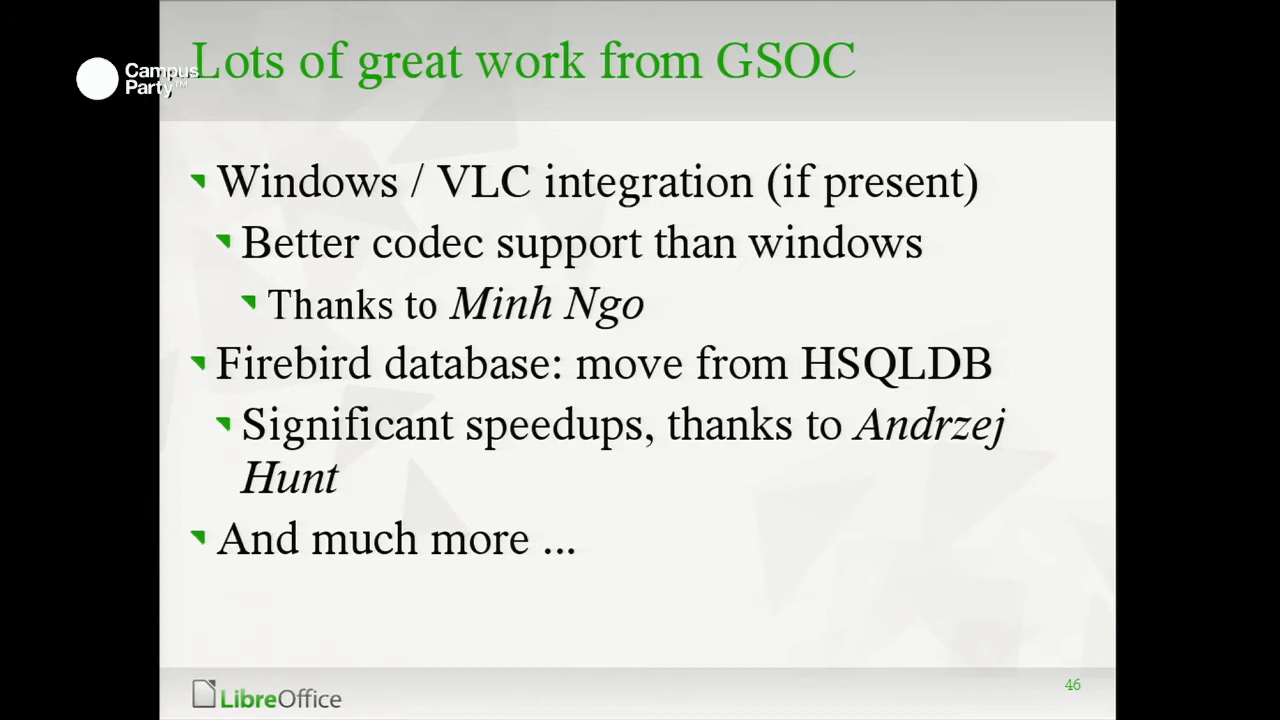 Lots of great work from GSOC
Campus
Party™
Windows / VLC integration (if present)
Better codec support than windows
Thanks to Minh Ngo
Firebird database: move from HSQLDB
Significant speedups, thanks to Andrzej
Hunt
And much more ...
LibreOffice
46